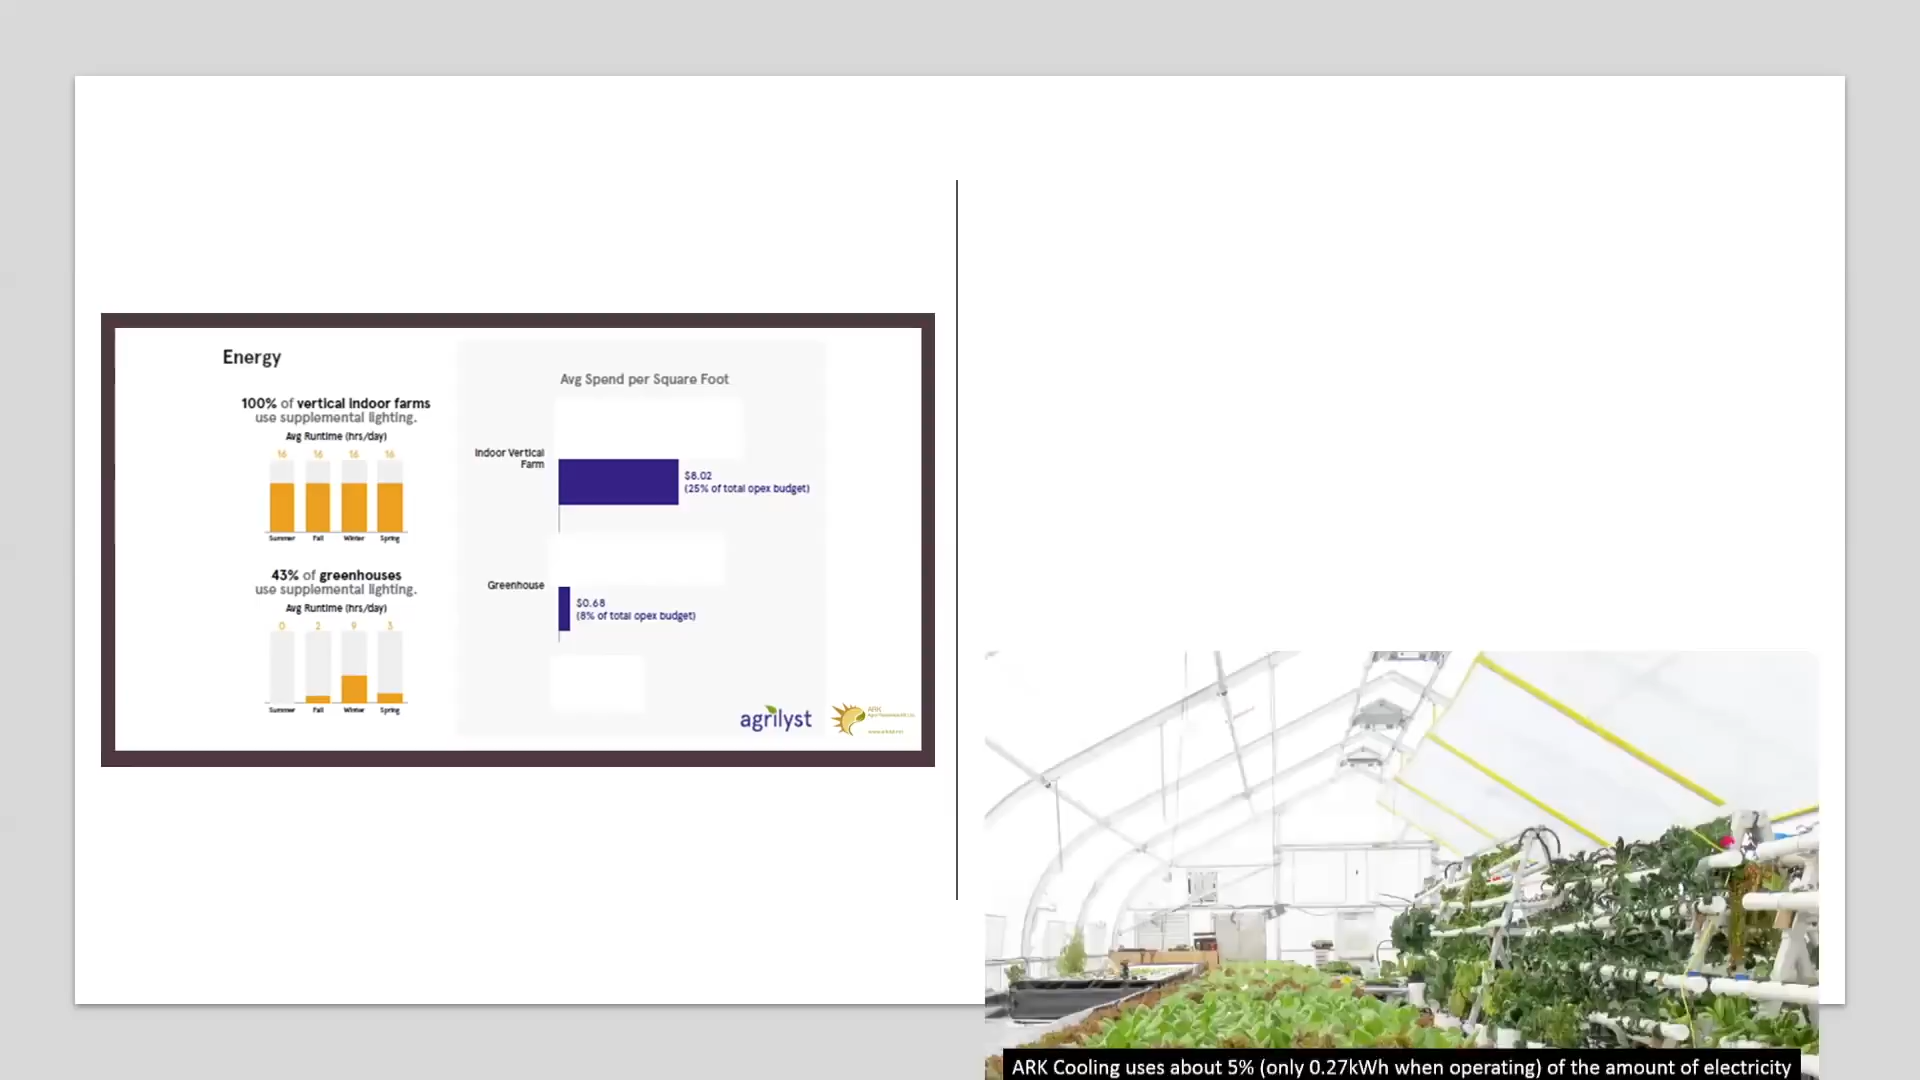 Energy
100% of vertical indoor farms
use supplemental lighting.
Avg Runtime (hrs/day)
16 16 16 16
Summer Fall Winter Spring
43% of greenhouses
use supplemental lighting.
Avg Runtime (hrs/day)
0 2 9 3
Summer Fall Winter Spring
Avg Spend per Square Foot
Indoor Vertical
Farm
$8.02
(25% of total opex budget)
Greenhouse
$0.68
(8% of total opex budget)
agrilyst
ARK
ARK Cooling uses about 5% (only 0.27kWh when operating) of the amount of electricity